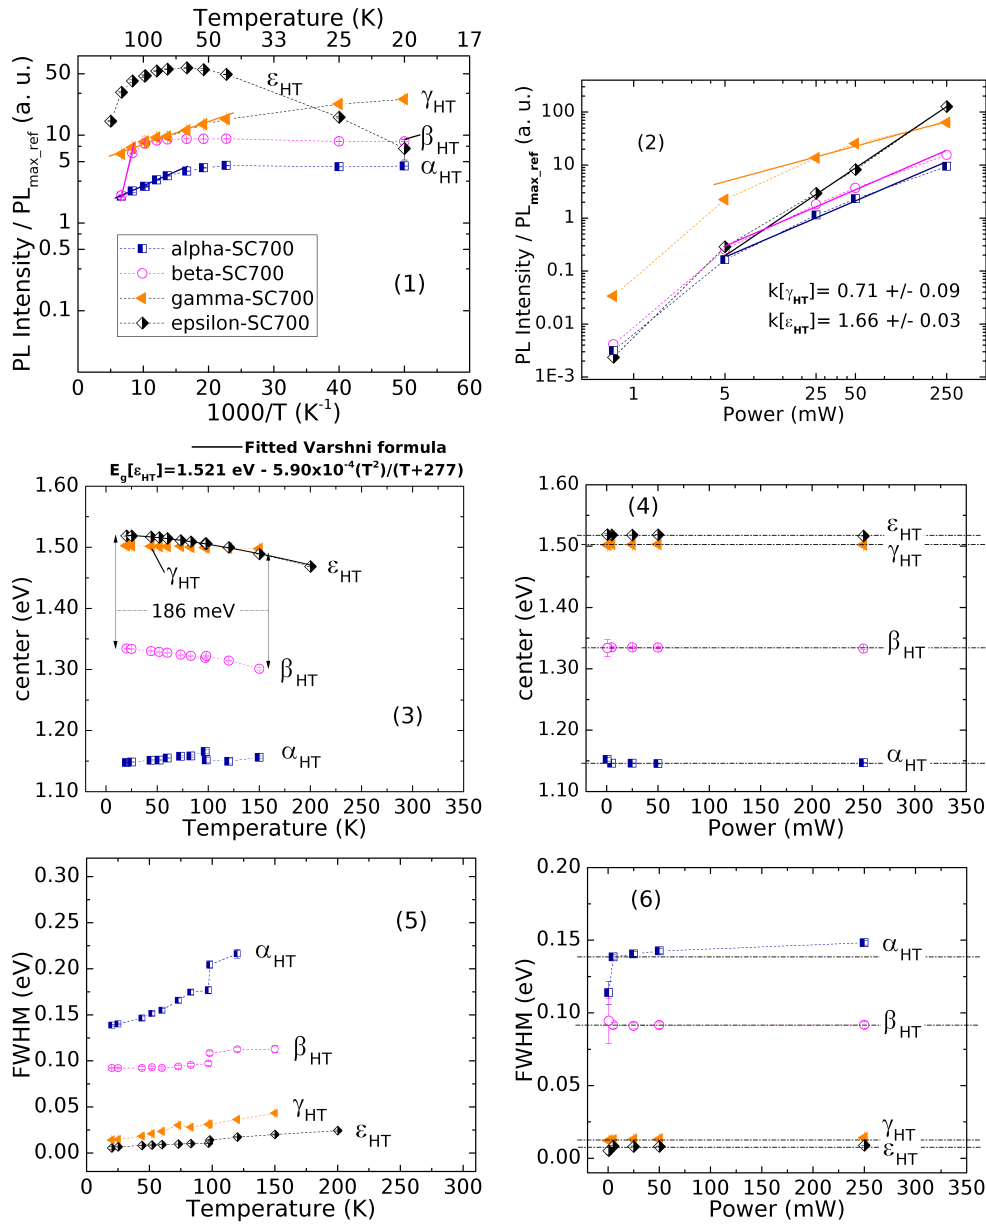 Temperature (K)
100 50 33 25 20 17
50
10
5
1
0.5
0.1
PL Intensity / PLmax_ref (a. u.)
εHT
γHT
βHT
αHT
alpha-SC700
beta-SC700
gamma-SC700
epsilon-SC700
(1)
0 10 20 30 40 50 60
1000/T (K-1)
100
10
1
0.1
0.01
1E-3
PL Intensity / PLmax_ref (a. u.)
(2)
k[γHT]= 0.71 +/- 0.09
k[εHT]= 1.66 +/- 0.03
1 5 25 50 250
Power (mW)
Fitted Varshni formula
Eg[εHT]=1.521 eV - 5.90x10-4(T2)/(T+277)
1.60
1.50
1.40
1.30
1.20
1.10
center (eV)
γHT
εHT
186 meV
βHT
(3)
αHT
0 50 100 150 200 250 300 350
Temperature (K)
1.60
1.50
1.40
1.30
1.20
1.10
center (eV)
(4)
εHT
γHT
βHT
αHT
0 50 100 150 200 250 300 350
Power (mW)
0.30
0.25
0.20
0.15
0.10
0.05
0.00
FWHM (eV)
(5)
αHT
βHT
γHT
εHT
0 50 100 150 200 250 300
Temperature (K)
0.20
0.15
0.10
0.05
0.00
FWHM (eV)
(6)
αHT
βHT
γHT
εHT
0 50 100 150 200 250 300 350
Power (mW)